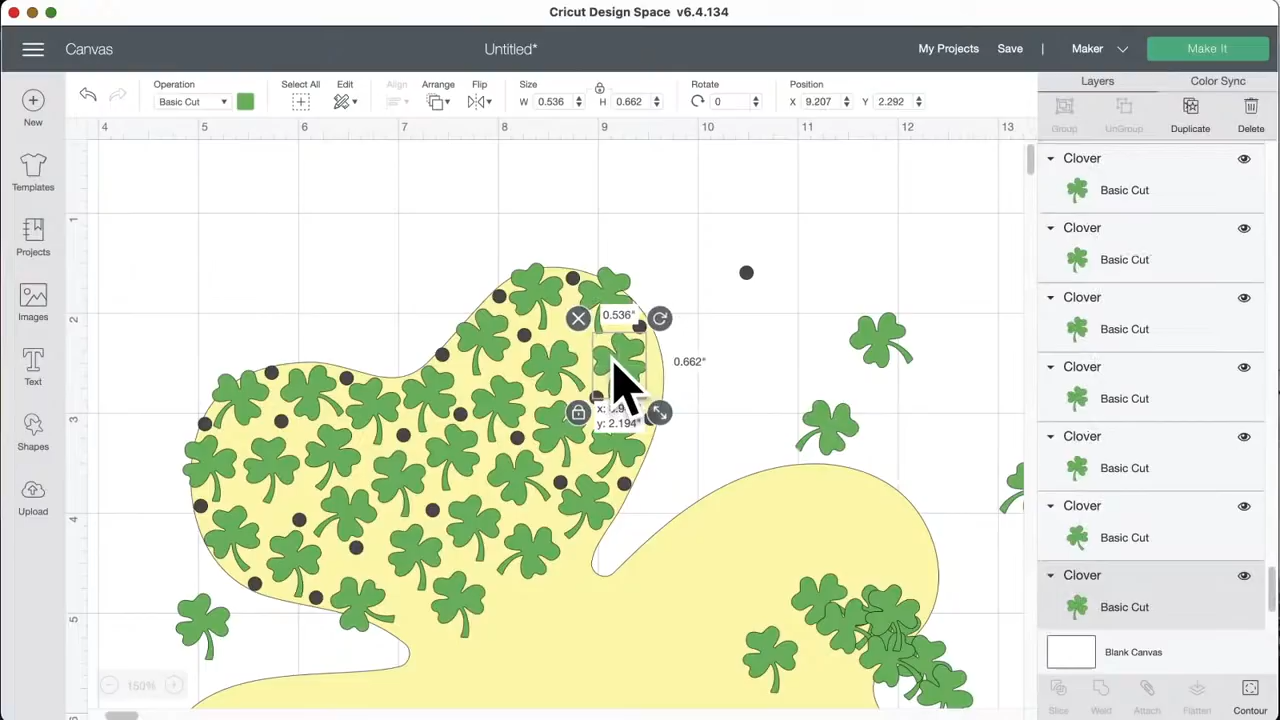 Cricut Design Space v6.4.134
Canvas
Untitled*
My Projects Save | Maker Make It
Operation Select All Edit Align Arrange Flip Size Rotate Position
Basic Cut W 0.536 H 0.662 0 X 9.207 Y 2.292
Layers Color Sync
Group UnGroup Duplicate Delete
4 5 6 7 8 9 10 11 12 13
1
2
3
4
5
New
Templates
Projects
Images
Text
Shapes
Upload
0.536"
0.662"
y: 2.194"
150%
Clover
Basic Cut
Clover
Basic Cut
Clover
Basic Cut
Clover
Basic Cut
Clover
Basic Cut
Clover
Basic Cut
Clover
Basic Cut
Blank Canvas
Slice Weld Attach Flatten Contour